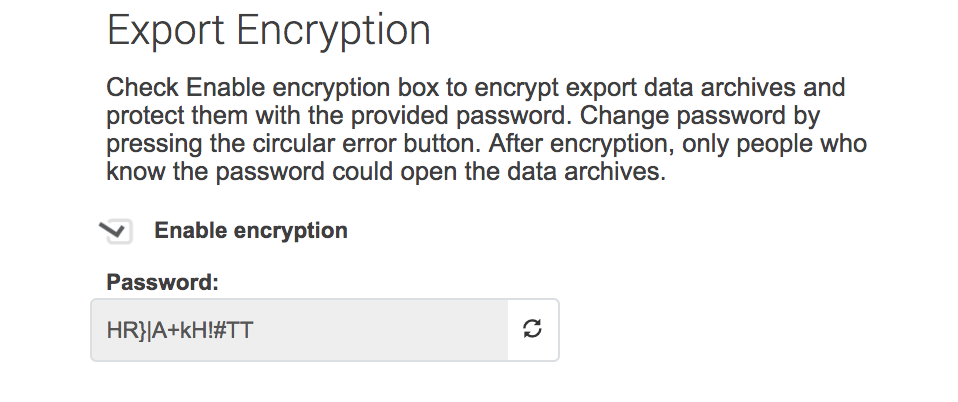 Export Encryption
Check Enable encryption box to encrypt export data archives and
protect them with the provided password. Change password by
pressing the circular error button. After encryption, only people who
know the password could open the data archives.
Enable encryption
Password:
HR}|A+kH!#TT